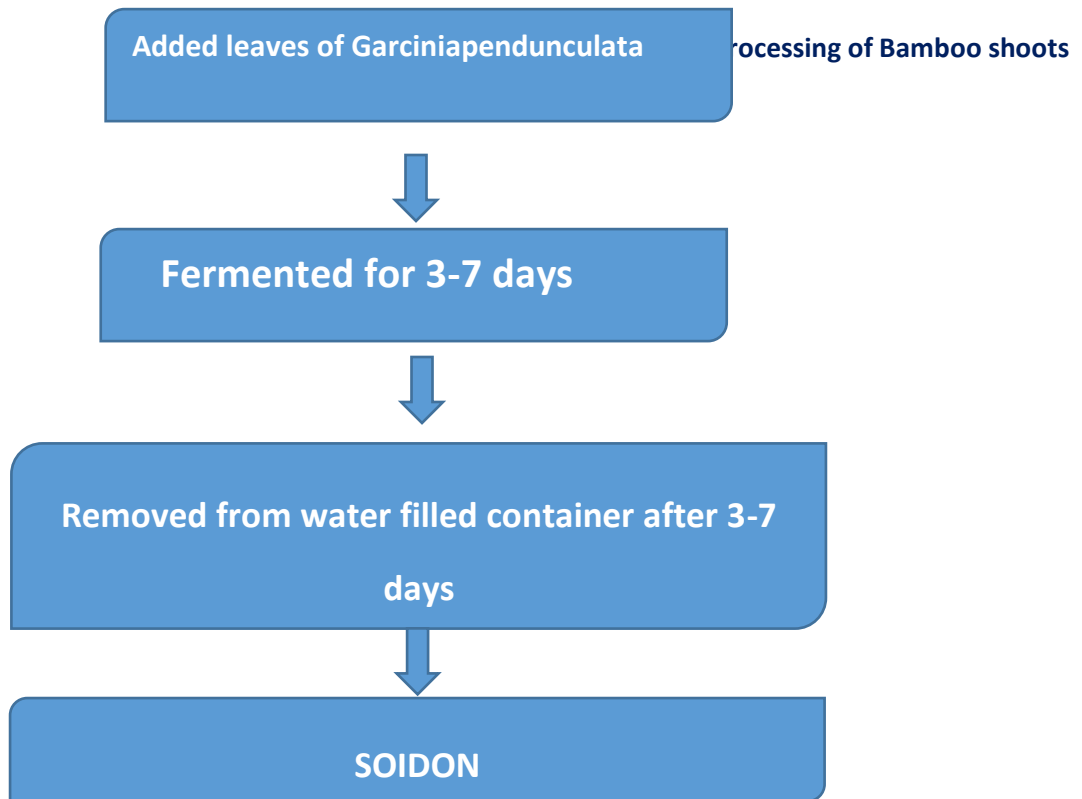 Added leaves of Garciniapendunculata
rocessing of Bamboo shoots
Fermented for 3-7 days
Removed from water filled container after 3-7
days
SOIDON